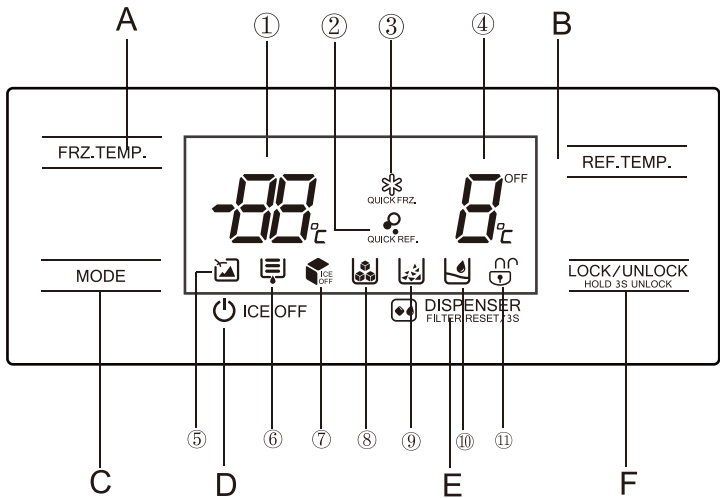 A ① ② ③ ④ B
FRZ.TEMP. REF.TEMP.
-88°C QUICK FRZ. 8°C OFF
QUICK REF.
MODE ICE OFF LOCK/UNLOCK
HOLD 3S UNLOCK
ICE OFF DISPENSER
FILTER RESET/3S
⑤ ⑥ ⑦ ⑧ ⑨ ⑩ ⑪
C D E F